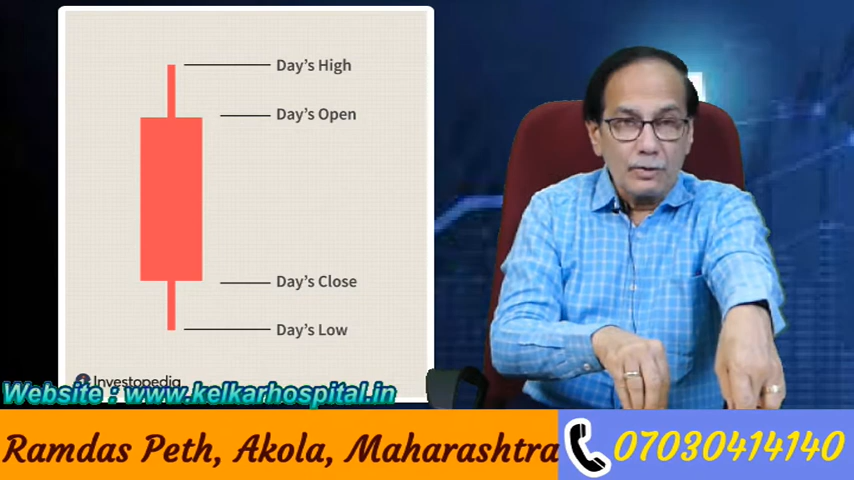 Day's High
Day's Open
Day's Close
Day's Low
Investopedia
Website : www.kelkarhospital.in
Ramdas Peth, Akola, Maharashtra
07030414140